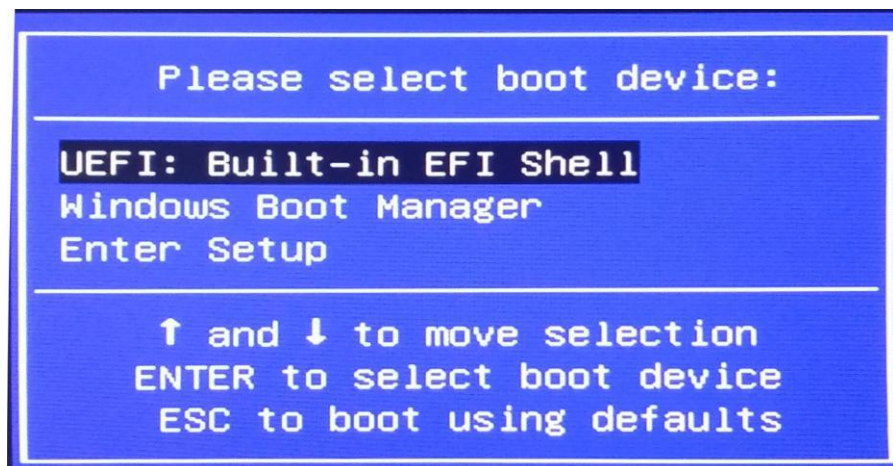 Please select boot device:
UEFI: Built-in EFI Shell
Windows Boot Manager
Enter Setup
↑ and ↓ to move selection
ENTER to select boot device
ESC to boot using defaults